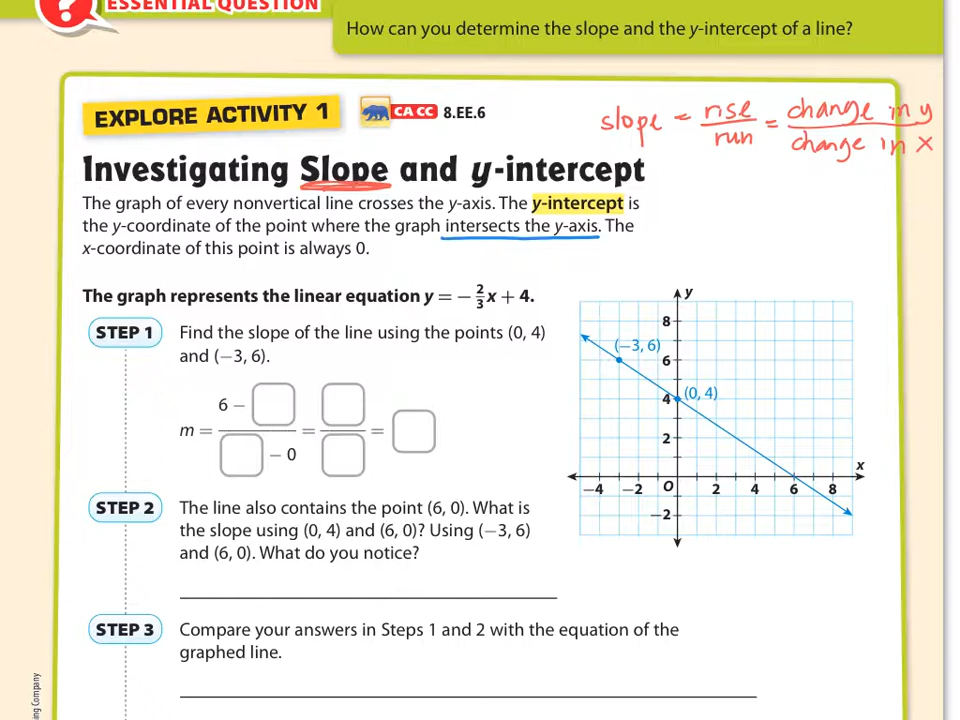 ESSENTIAL QUESTION
How can you determine the slope and the y-intercept of a line?
EXPLORE ACTIVITY 1
CA CC 8.EE.6
slope = rise/run = change in y/change in x
Investigating Slope and y-intercept
The graph of every nonvertical line crosses the y-axis. The y-intercept is
the y-coordinate of the point where the graph intersects the y-axis. The
x-coordinate of this point is always 0.
The graph represents the linear equation y = −2/3x + 4.
STEP 1
Find the slope of the line using the points (0, 4)
and (−3, 6).
m = 6 − □/□ − 0 = □/□ = □
STEP 2
The line also contains the point (6, 0). What is
the slope using (0, 4) and (6, 0)? Using (−3, 6)
and (6, 0). What do you notice?
STEP 3
Compare your answers in Steps 1 and 2 with the equation of the
graphed line.
y
8
(−3, 6)
6
(0, 4)
4
2
x
−4 −2 O 2 4 6 8
−2
ing Company